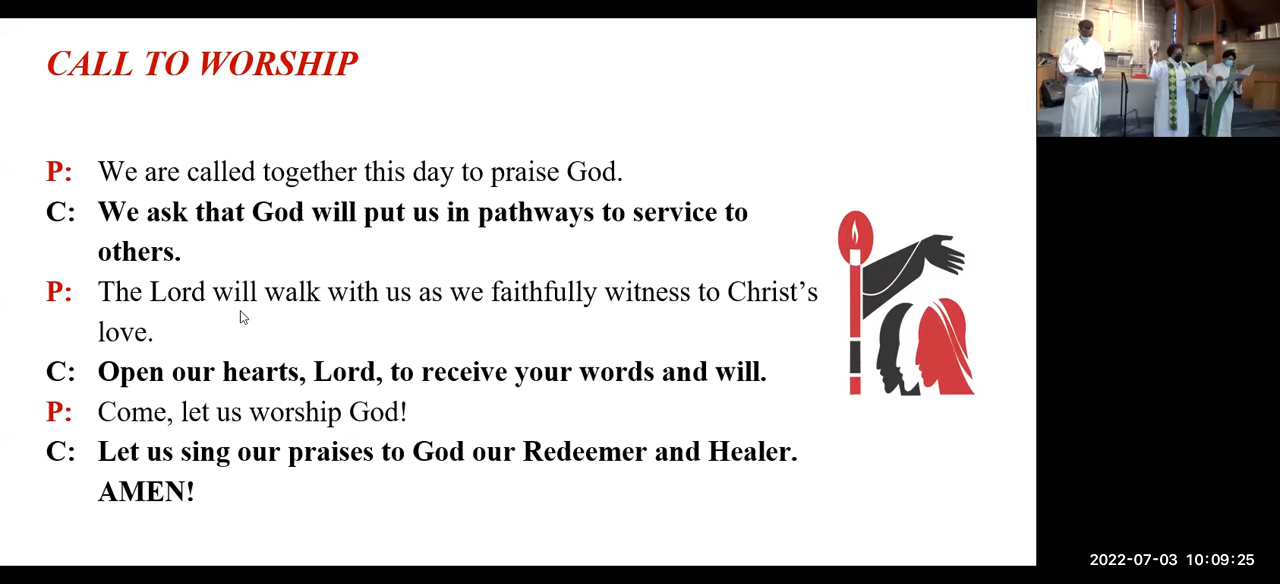 CALL TO WORSHIP
P: We are called together this day to praise God.
C: We ask that God will put us in pathways to service to
others.
P: The Lord will walk with us as we faithfully witness to Christ’s
love.
C: Open our hearts, Lord, to receive your words and will.
P: Come, let us worship God!
C: Let us sing our praises to God our Redeemer and Healer.
AMEN!
2022-07-03 10:09:25